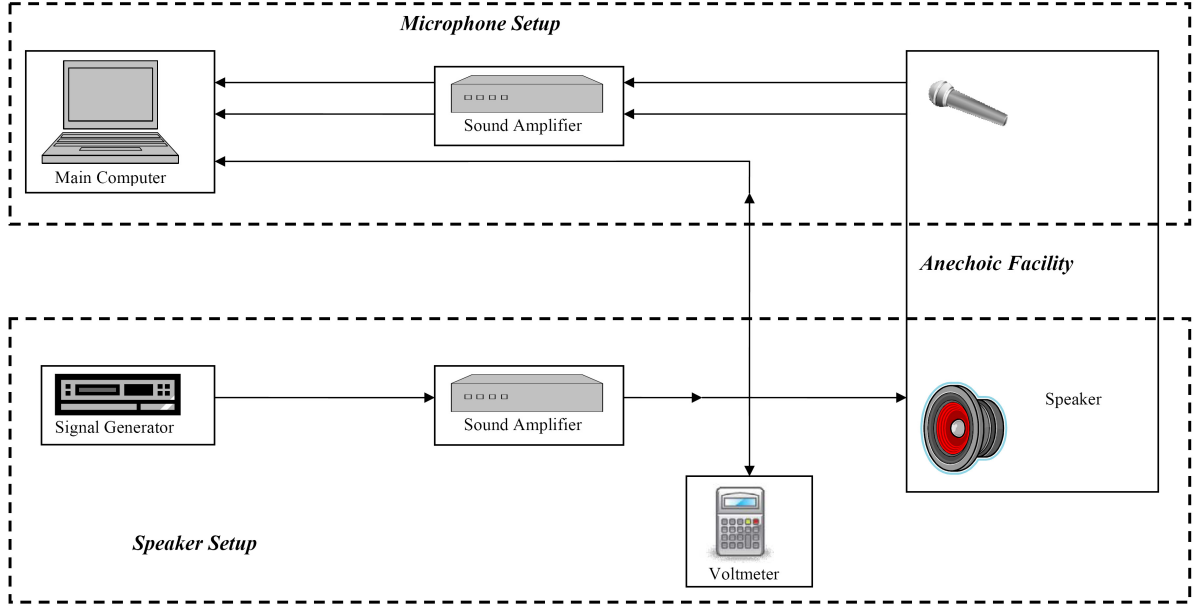 Microphone Setup
Sound Amplifier
Main Computer
Anechoic Facility
Speaker
Signal Generator
Sound Amplifier
Speaker Setup
Voltmeter